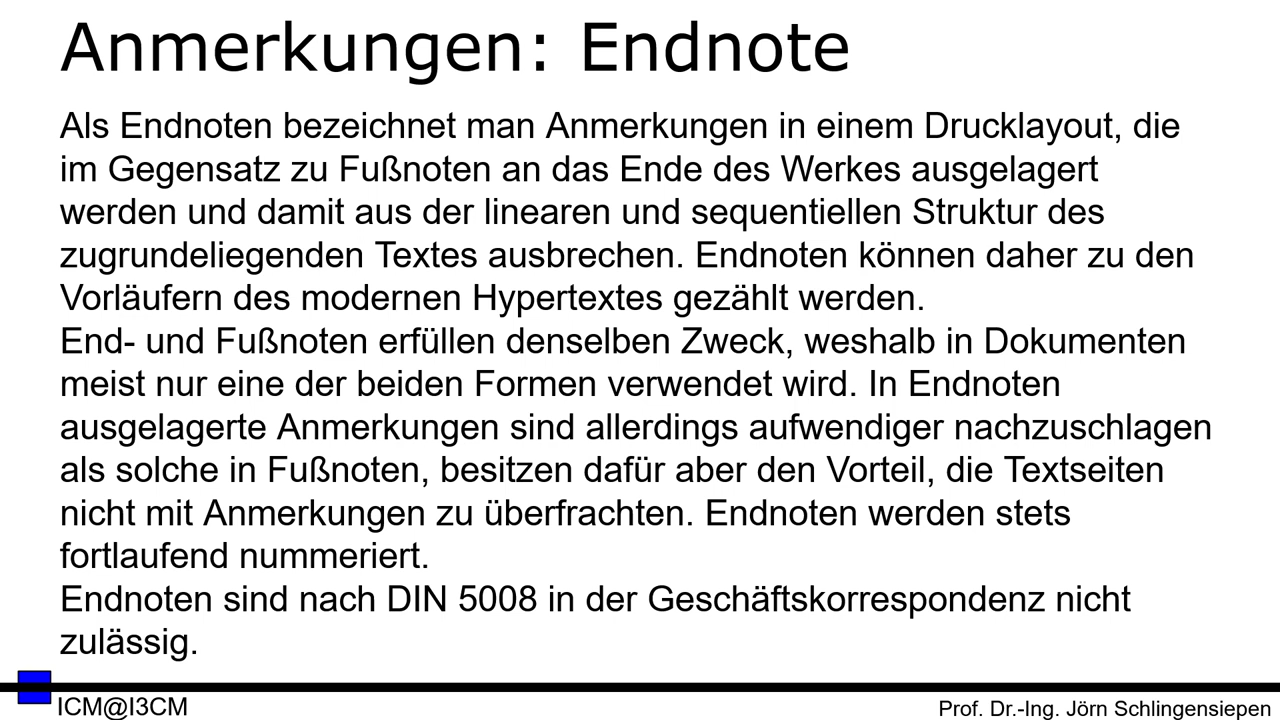 Anmerkungen: Endnote
Als Endnoten bezeichnet man Anmerkungen in einem Drucklayout, die
im Gegensatz zu Fußnoten an das Ende des Werkes ausgelagert
werden und damit aus der linearen und sequentiellen Struktur des
zugrundeliegenden Textes ausbrechen. Endnoten können daher zu den
Vorläufern des modernen Hypertextes gezählt werden.
End- und Fußnoten erfüllen denselben Zweck, weshalb in Dokumenten
meist nur eine der beiden Formen verwendet wird. In Endnoten
ausgelagerte Anmerkungen sind allerdings aufwendiger nachzuschlagen
als solche in Fußnoten, besitzen dafür aber den Vorteil, die Textseiten
nicht mit Anmerkungen zu überfrachten. Endnoten werden stets
fortlaufend nummeriert.
Endnoten sind nach DIN 5008 in der Geschäftskorrespondenz nicht
zulässig.
ICM@I3CM
Prof. Dr.-Ing. Jörn Schlingensiepen